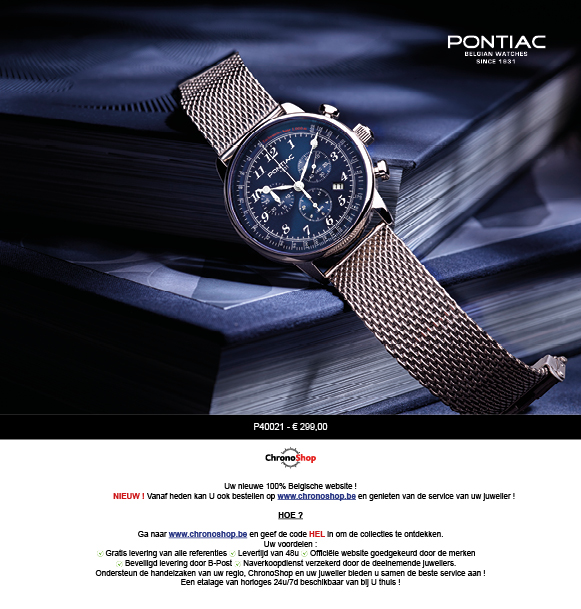 PONTIAC
BELGIAN WATCHES
SINCE 1931
PONTIAC
P40021 - € 299,00
ChronoShop
Uw nieuwe 100% Belgische website !
NIEUW ! Vanaf heden kan U ook bestellen op www.chronoshop.be en genieten van de service van uw juwelier !
HOE ?
Ga naar www.chronoshop.be en geef de code HEL in om de collecties te ontdekken.
Uw voordelen :
Gratis levering van alle referenties Levertijd van 48u Officiële website goedgekeurd door de merken
Beveiligd levering door B-Post Naverkoopdienst verzekerd door de deelnemende juweliers.
Ondersteun de handelzaken van uw regio, ChronoShop en uw juwelier bieden u samen de beste service aan !
Een etalage van horloges 24u/7d beschikbaar van bij U thuis !